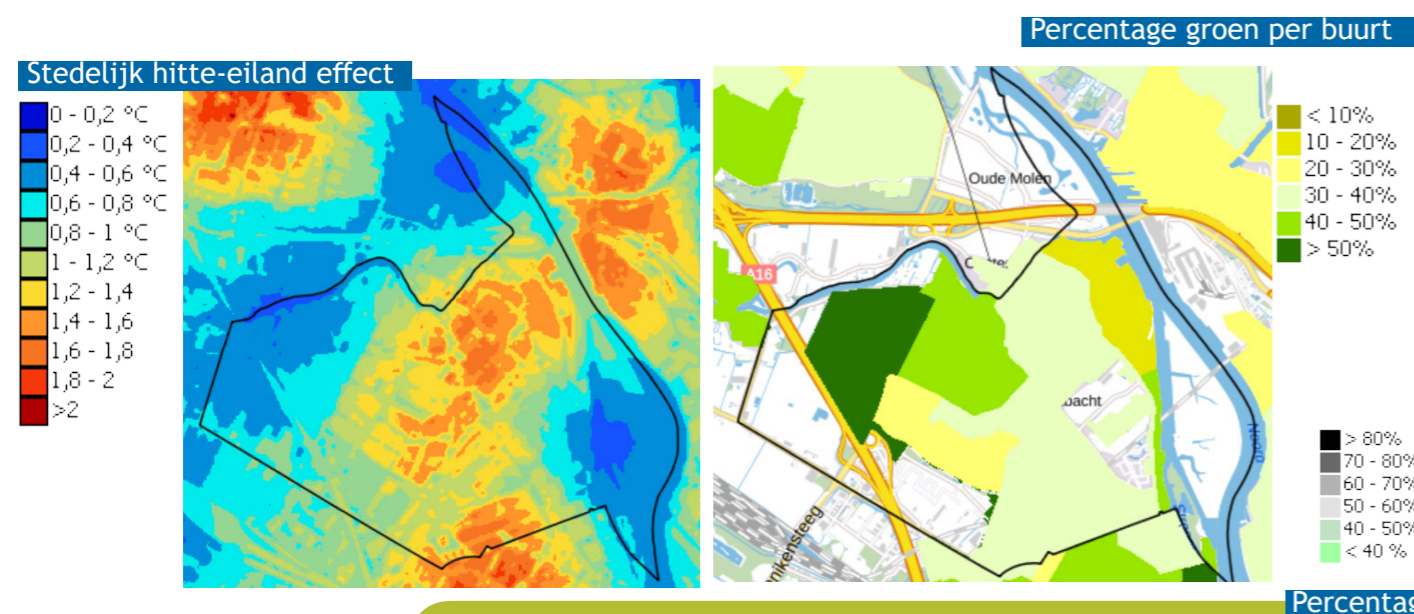 Percentage groen per buurt
Stedelijk hitte-eiland effect
0 - 0,2 °C
0,2 - 0,4 °C
0,4 - 0,6 °C
0,6 - 0,8 °C
0,8 - 1 °C
1 - 1,2 °C
1,2 - 1,4
1,4 - 1,6
1,6 - 1,8
1,8 - 2
>2
Oude Molen
A16
bacht
Noord
nikensteeg
< 10%
10 - 20%
20 - 30%
30 - 40%
40 - 50%
> 50%
> 80%
70 - 80%
60 - 70%
50 - 60%
40 - 50%
< 40 %
Percentag